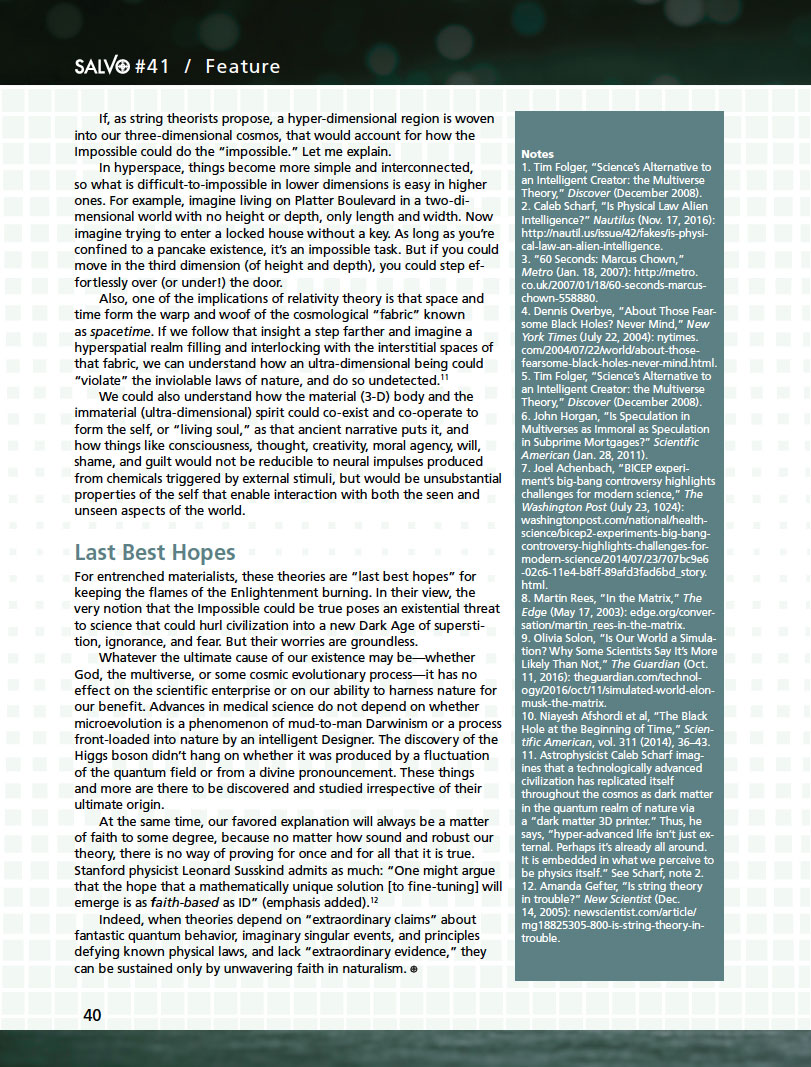 SALVO #41 / Feature
If, as string theorists propose, a hyper-dimensional region is woven
into our three-dimensional cosmos, that would account for how the
Impossible could do the "impossible." Let me explain.
In hyperspace, things become more simple and interconnected,
so what is difficult-to-impossible in lower dimensions is easy in higher
ones. For example, imagine living on Platter Boulevard in a two-di-
mensional world with no height or depth, only length and width. Now
imagine trying to enter a locked house without a key. As long as you're
confined to a pancake existence, it's an impossible task. But if you could
move in the third dimension (of height and depth), you could step ef-
fortlessly over (or under!) the door.
Also, one of the implications of relativity theory is that space and
time form the warp and woof of the cosmological "fabric" known
as spacetime. If we follow that insight a step farther and imagine a
hyperspatial realm filling and interlocking with the interstitial spaces of
that fabric, we can understand how an ultra-dimensional being could
"violate" the inviolable laws of nature, and do so undetected.11
We could also understand how the material (3-D) body and the
immaterial (ultra-dimensional) spirit could co-exist and co-operate to
form the self, or "living soul," as that ancient narrative puts it, and
how things like consciousness, thought, creativity, moral agency, will,
shame, and guilt would not be reducible to neural impulses produced
from chemicals triggered by external stimuli, but would be unsubstantial
properties of the self that enable interaction with both the seen and
unseen aspects of the world.
Last Best Hopes
For entrenched materialists, these theories are "last best hopes" for
keeping the flames of the Enlightenment burning. In their view, the
very notion that the Impossible could be true poses an existential threat
to science that could hurl civilization into a new Dark Age of supersti-
tion, ignorance, and fear. But their worries are groundless.
Whatever the ultimate cause of our existence may be—whether
God, the multiverse, or some cosmic evolutionary process—it has no
effect on the scientific enterprise or on our ability to harness nature for
our benefit. Advances in medical science do not depend on whether
microevolution is a phenomenon of mud-to-man Darwinism or a process
front-loaded into nature by an intelligent Designer. The discovery of the
Higgs boson didn't hang on whether it was produced by a fluctuation
of the quantum field or from a divine pronouncement. These things
and more are there to be discovered and studied irrespective of their
ultimate origin.
At the same time, our favored explanation will always be a matter
of faith to some degree, because no matter how sound and robust our
theory, there is no way of proving for once and for all that it is true.
Stanford physicist Leonard Susskind admits as much: "One might argue
that the hope that a mathematically unique solution [to fine-tuning] will
emerge is as faith-based as ID" (emphasis added).12
Indeed, when theories depend on "extraordinary claims" about
fantastic quantum behavior, imaginary singular events, and principles
defying known physical laws, and lack "extraordinary evidence," they
can be sustained only by unwavering faith in naturalism.
Notes
1. Tim Folger, "Science's Alternative to
an Intelligent Creator: the Multiverse
Theory," Discover (December 2008).
2. Caleb Scharf, "Is Physical Law Alien
Intelligence?" Nautilus (Nov. 17, 2016):
http://nautil.us/issue/42/fakes/is-physi-
cal-law-an-alien-intelligence.
3. "60 Seconds: Marcus Chown,"
Metro (Jan. 18, 2007): http://metro.
co.uk/2007/01/18/60-seconds-marcus-
chown-558880.
4. Dennis Overbye, "About Those Fear-
some Black Holes? Never Mind," New
York Times (July 22, 2004): nytimes.
com/2004/07/22/world/about-those-
fearsome-black-holes-never-mind.html.
5. Tim Folger, "Science's Alternative to
an Intelligent Creator: the Multiverse
Theory," Discover (December 2008).
6. John Horgan, "Is Speculation in
Multiverses as Immoral as Speculation
in Subprime Mortgages?" Scientific
American (Jan. 28, 2011).
7. Joel Achenbach, "BICEP experi-
ment's big-bang controversy highlights
challenges for modern science," The
Washington Post (July 23, 1024):
washingtonpost.com/national/health-
science/bicep2-experiments-big-bang-
controversy-highlights-challenges-for-
modern-science/2014/07/23/707bc9e6
-02c6-11e4-b8ff-89afd3fad6bd_story.
html.
8. Martin Rees, "In the Matrix," The
Edge (May 17, 2003): edge.org/conver-
sation/martin_rees-in-the-matrix.
9. Olivia Solon, "Is Our World a Simula-
tion? Why Some Scientists Say It's More
Likely Than Not," The Guardian (Oct.
11, 2016): theguardian.com/technol-
ogy/2016/oct/11/simulated-world-elon-
musk-the-matrix.
10. Niayesh Afshordi et al, "The Black
Hole at the Beginning of Time," Scien-
tific American, vol. 311 (2014), 36–43.
11. Astrophysicist Caleb Scharf imag-
ines that a technologically advanced
civilization has replicated itself
throughout the cosmos as dark matter
in the quantum realm of nature via
a "dark matter 3D printer." Thus, he
says, "hyper-advanced life isn't just ex-
ternal. Perhaps it's already all around.
It is embedded in what we perceive to
be physics itself." See Scharf, note 2.
12. Amanda Gefter, "Is string theory
in trouble?" New Scientist (Dec.
14, 2005): newscientist.com/article/
mg18825305-800-is-string-theory-in-
trouble.
40